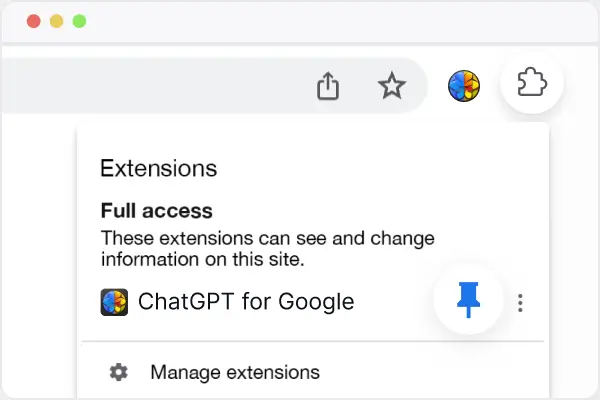 Extensions
Full access
These extensions can see and change
information on this site.
ChatGPT for Google
Manage extensions